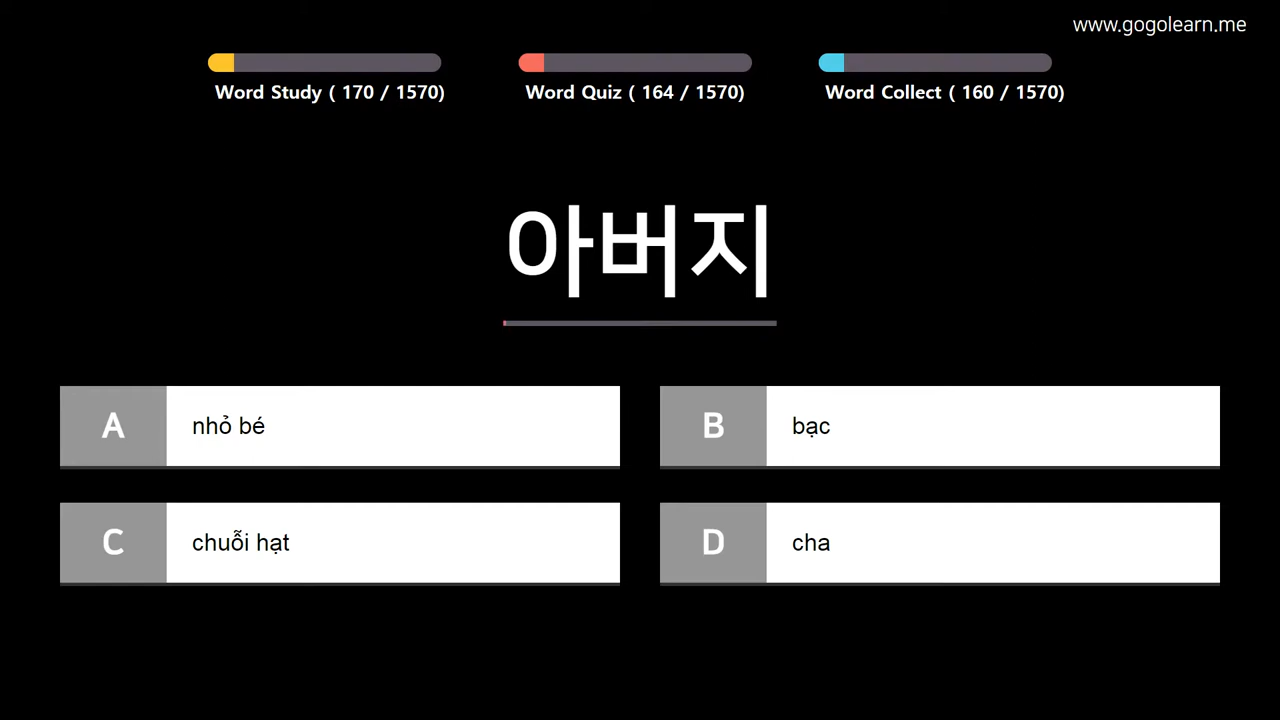 www.gogolearn.me
Word Study ( 170 / 1570)
Word Quiz ( 164 / 1570)
Word Collect ( 160 / 1570)
아버지
A nhỏ bé
B bạc
C chuỗi hạt
D cha